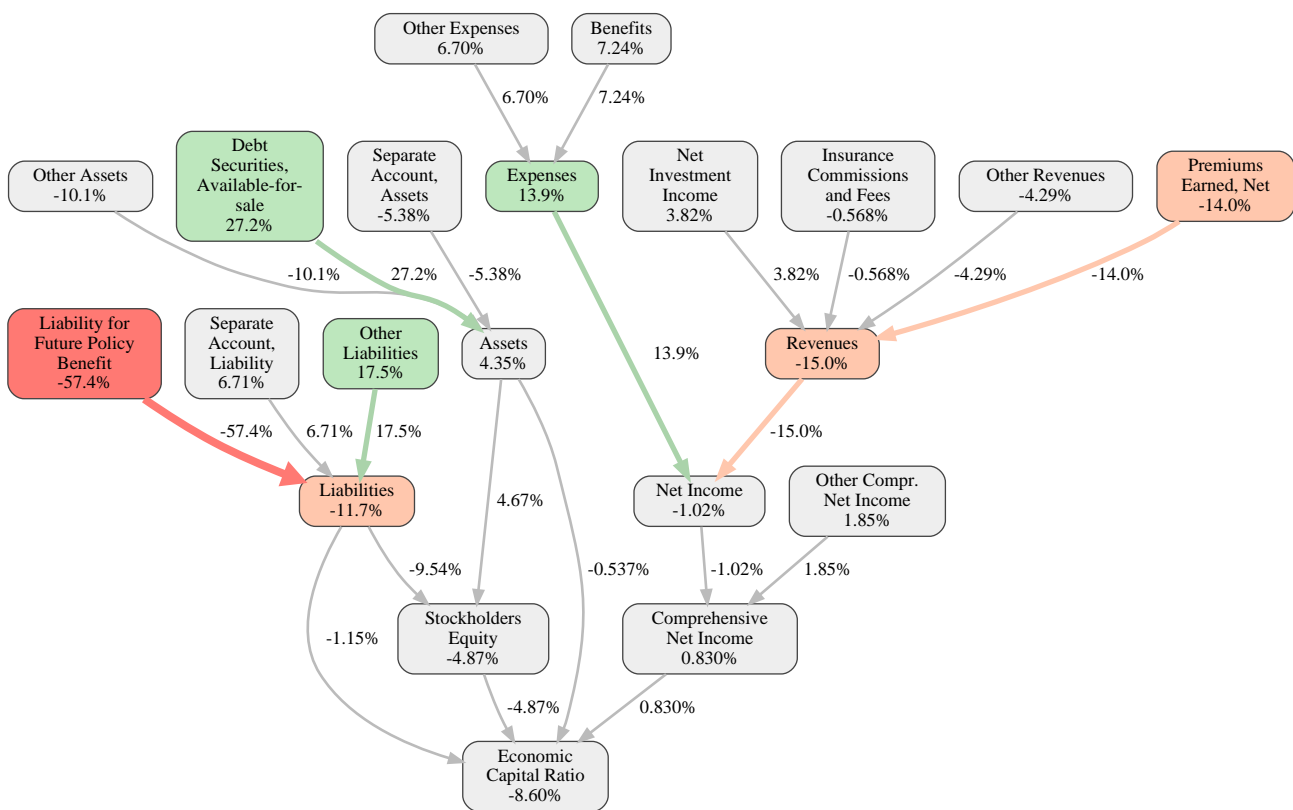 Other Expenses
6.70%
Benefits
7.24%
6.70%
7.24%
Other Assets
-10.1%
Debt
Securities,
Available-for-
sale
27.2%
Separate
Account,
Assets
-5.38%
Expenses
13.9%
Net
Investment
Income
3.82%
Insurance
Commissions
and Fees
-0.568%
Other Revenues
-4.29%
Premiums
Earned, Net
-14.0%
-10.1%
27.2%
-5.38%
3.82%
-0.568%
-4.29%
-14.0%
Liability for
Future Policy
Benefit
-57.4%
Separate
Account,
Liability
6.71%
Other
Liabilities
17.5%
Assets
4.35%
13.9%
Revenues
-15.0%
-57.4%
6.71%
17.5%
-15.0%
Liabilities
-11.7%
4.67%
Net Income
-1.02%
Other Compr.
Net Income
1.85%
-9.54%
-0.537%
-1.02%
1.85%
-1.15%
Stockholders
Equity
-4.87%
Comprehensive
Net Income
0.830%
-4.87%
0.830%
Economic
Capital Ratio
-8.60%